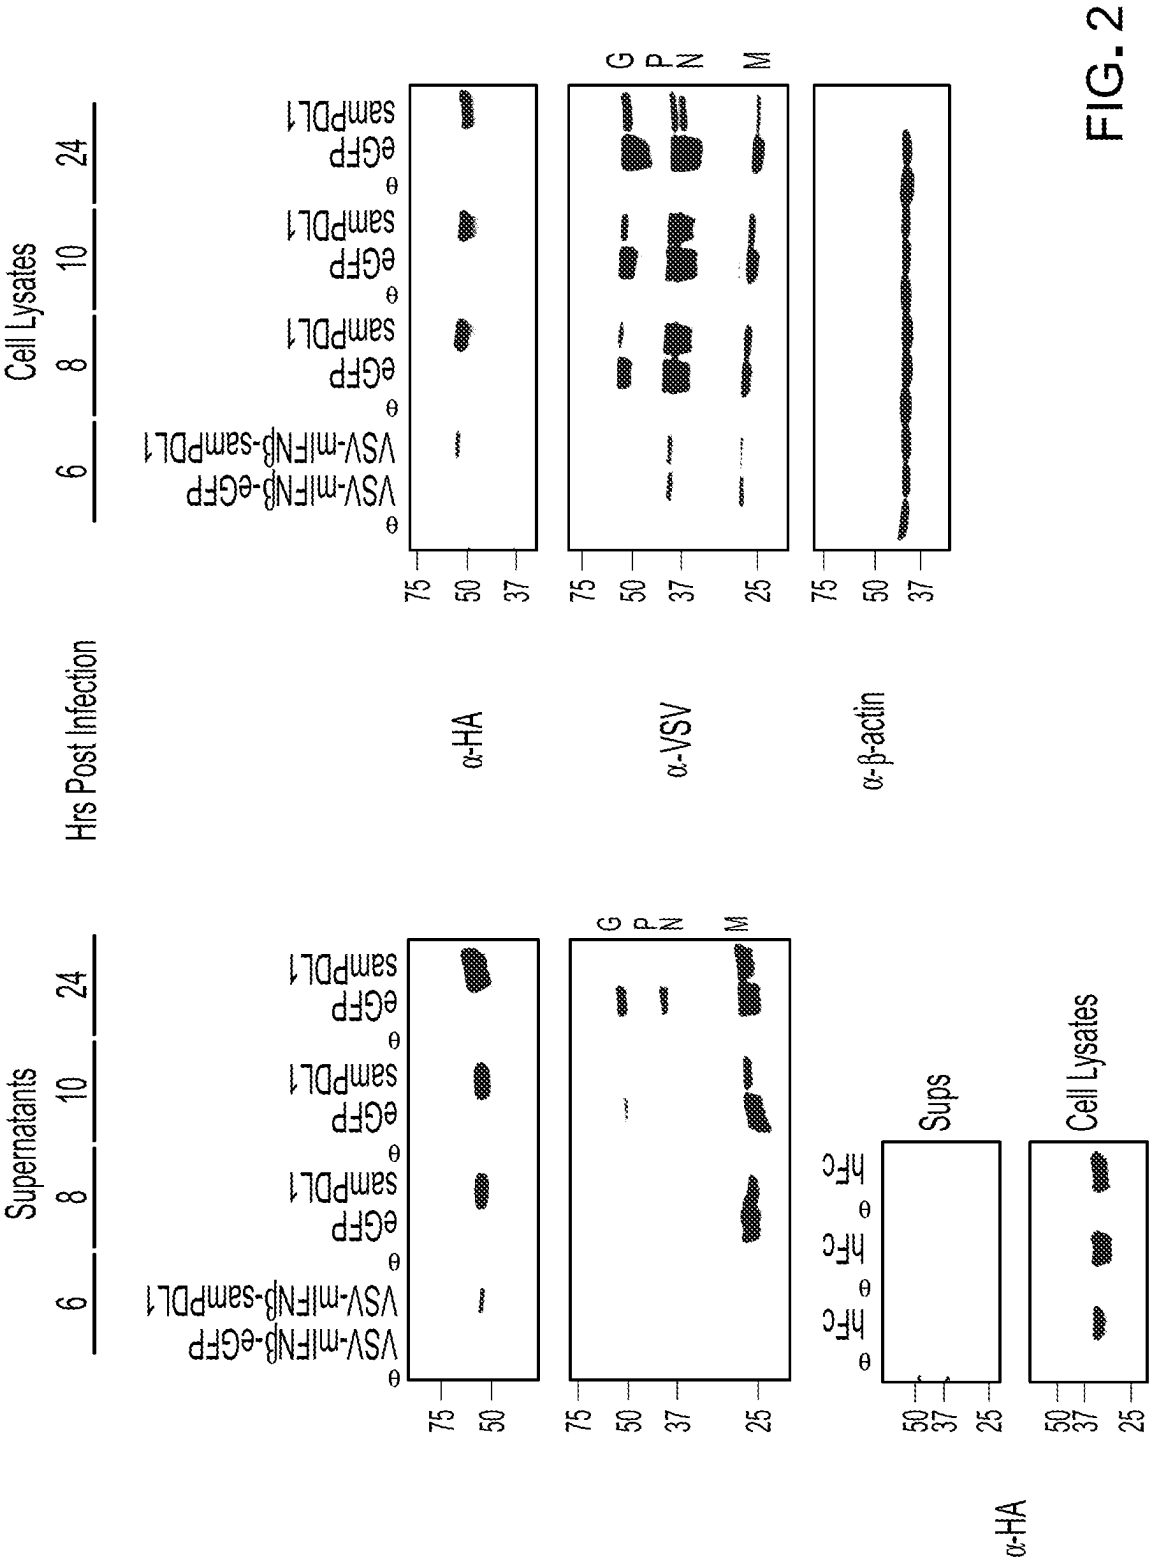 Supernatants
6
8
10
24
θ
VSV-mIFNβ-eGFP
VSV-mIFNβ-samPDL1
θ
eGFP
samPDL1
θ
eGFP
samPDL1
θ
eGFP
samPDL1
75
50
75
50
37
25
G
P
N
M
Hrs Post Infection
α-HA
α-VSV
α-β-actin
Cell Lysates
6
8
10
24
θ
VSV-mIFNβ-eGFP
VSV-mIFNβ-samPDL1
θ
eGFP
samPDL1
θ
eGFP
samPDL1
θ
eGFP
samPDL1
75
50
37
75
50
37
25
G
P
N
M
75
50
37
α-HA
θ
hFc
θ
hFc
θ
hFc
50
37
25
Sups
50
37
25
Cell Lysates
FIG. 2